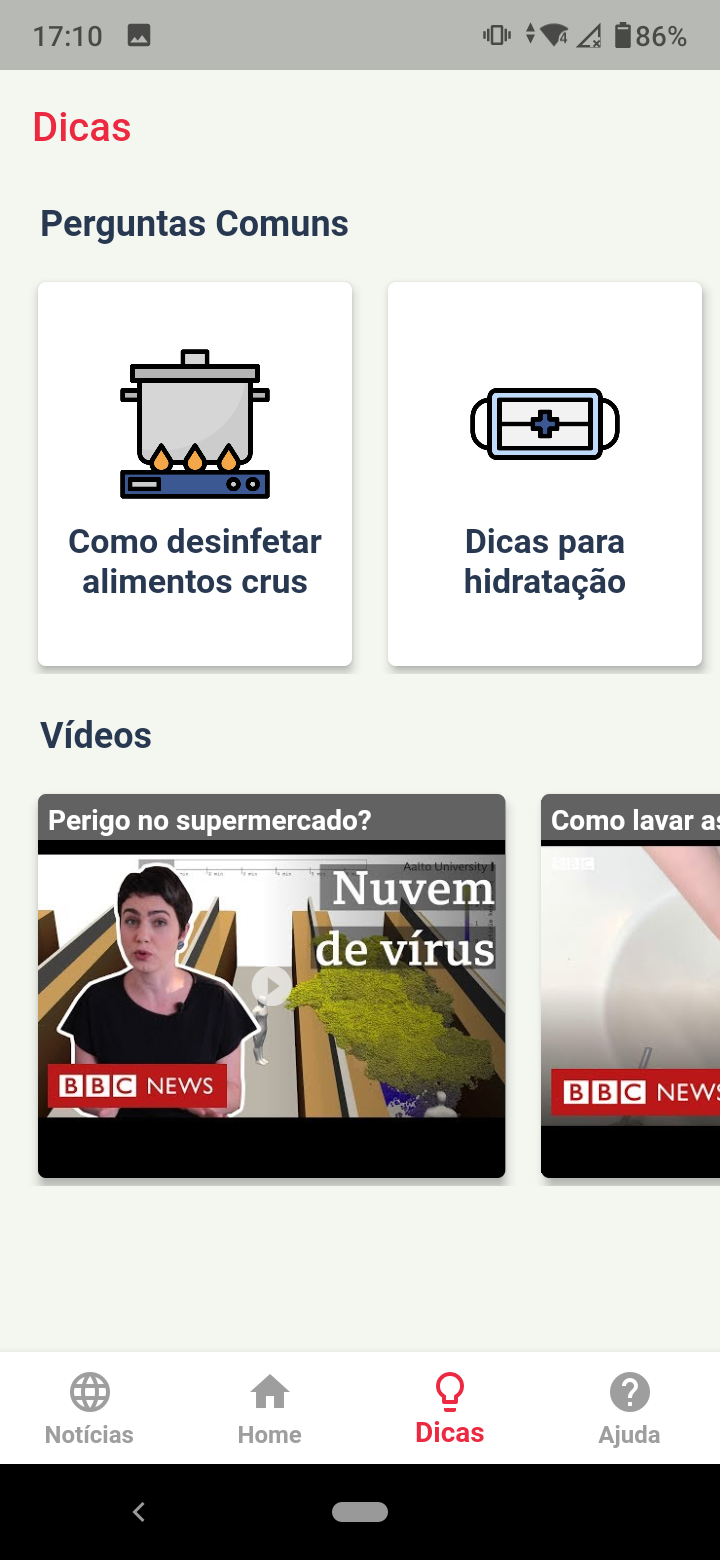 17:10
4
86%
Dicas
Perguntas Comuns
Como desinfetar
alimentos crus
Dicas para
hidratação
Vídeos
Perigo no supermercado?
Aalto University
Nuvem
de vírus
BBC NEWS
Como lavar as
BBC
BBC NEWS
Notícias
Home
Dicas
Ajuda